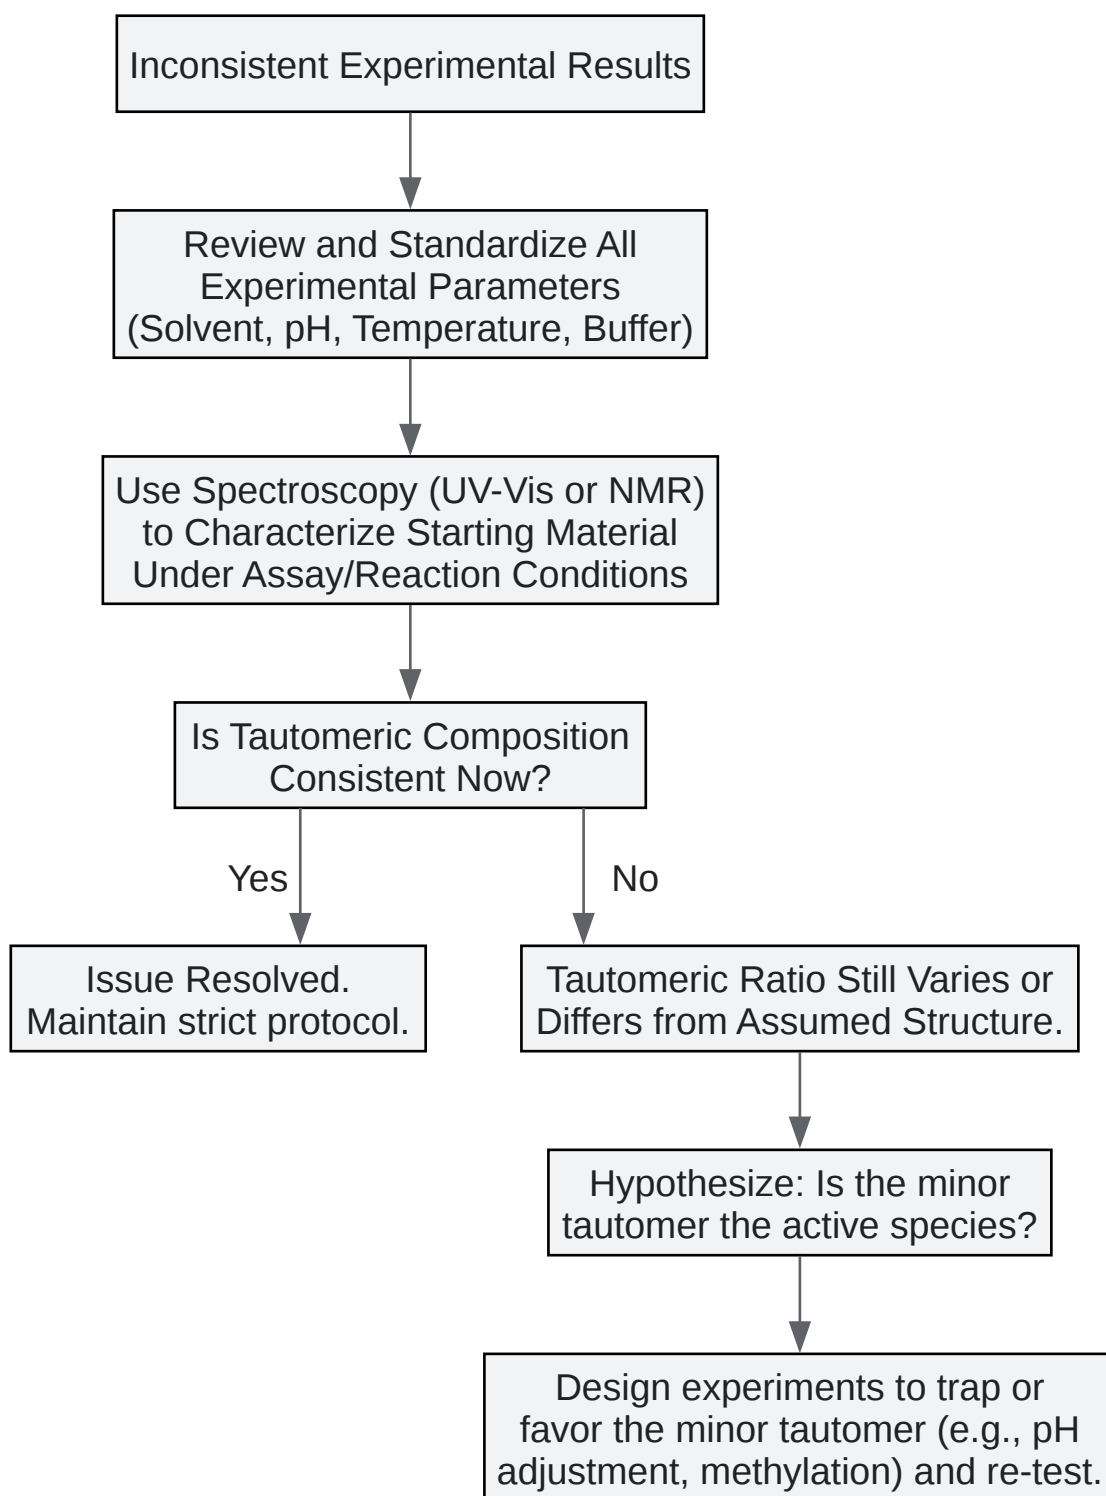 Inconsistent Experimental Results
Review and Standardize All
Experimental Parameters
(Solvent, pH, Temperature, Buffer)
Use Spectroscopy (UV-Vis or NMR)
to Characterize Starting Material
Under Assay/Reaction Conditions
Is Tautomeric Composition
Consistent Now?
Yes
No
Issue Resolved.
Maintain strict protocol.
Tautomeric Ratio Still Varies or
Differs from Assumed Structure.
Hypothesize: Is the minor
tautomer the active species?
Design experiments to trap or
favor the minor tautomer (e.g., pH
adjustment, methylation) and re-test.